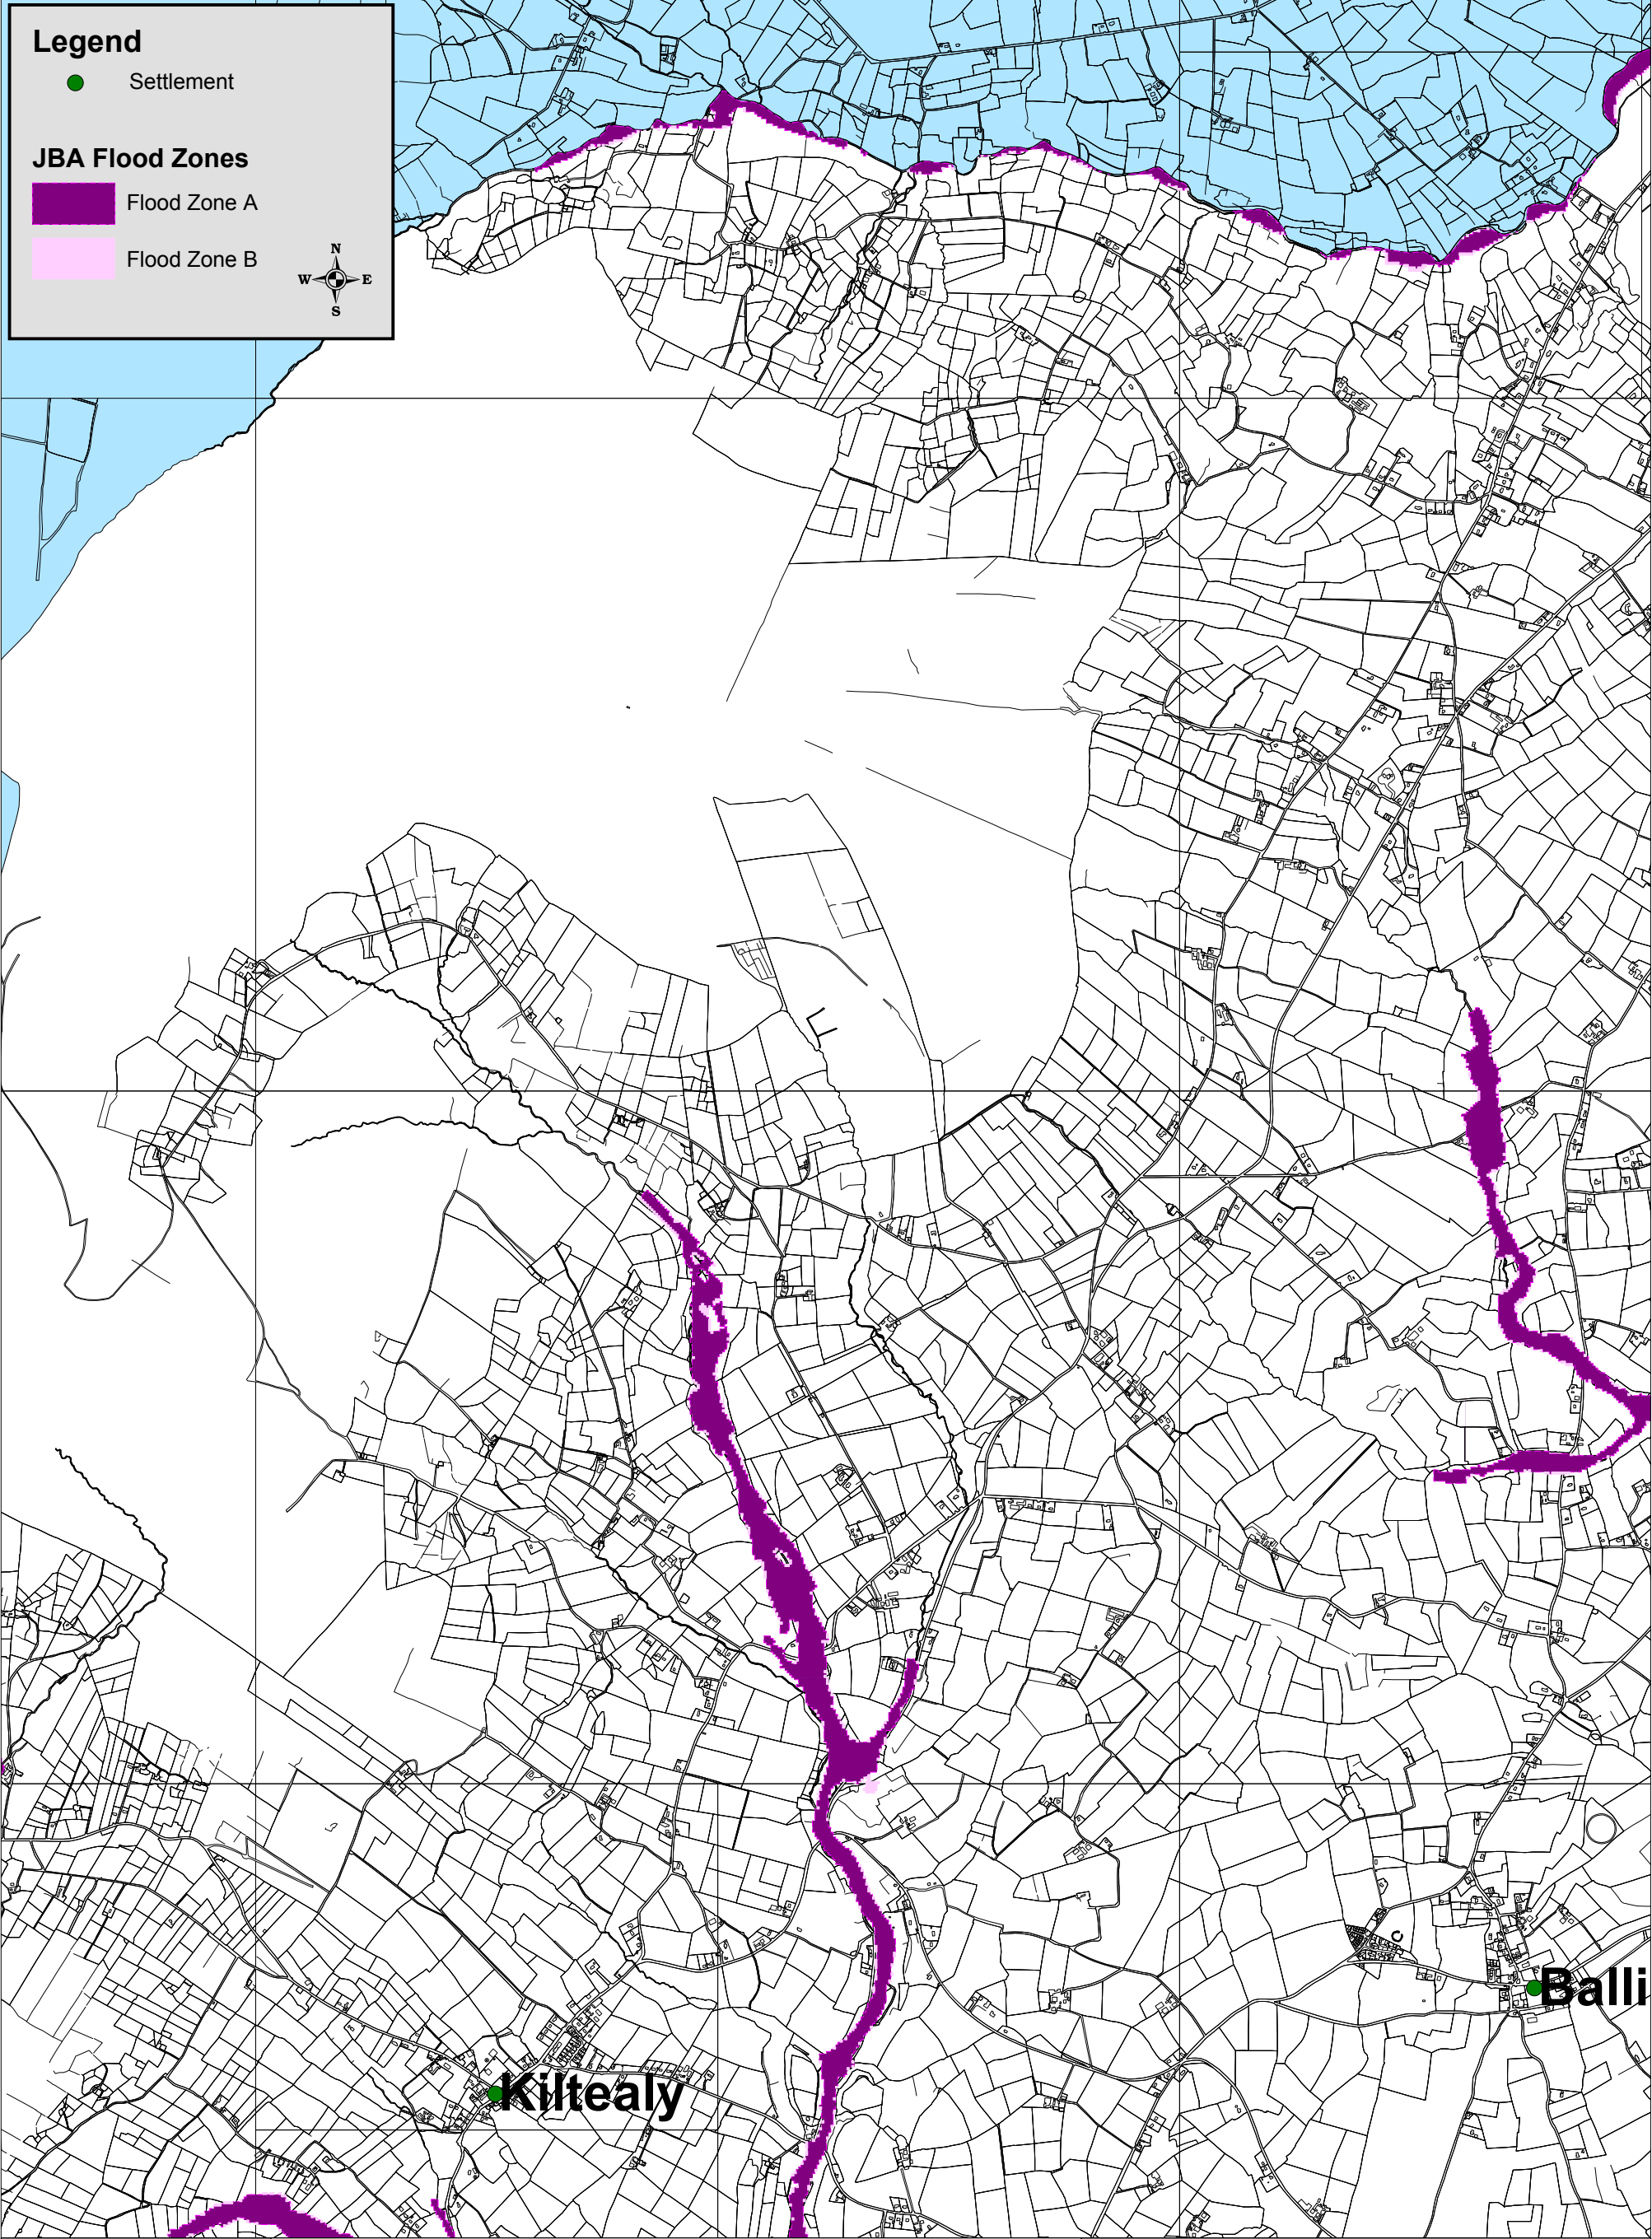 Legend
Settlement
JBA Flood Zones
Flood Zone A
Flood Zone B
N
W E
S
Balli
Kiltealy